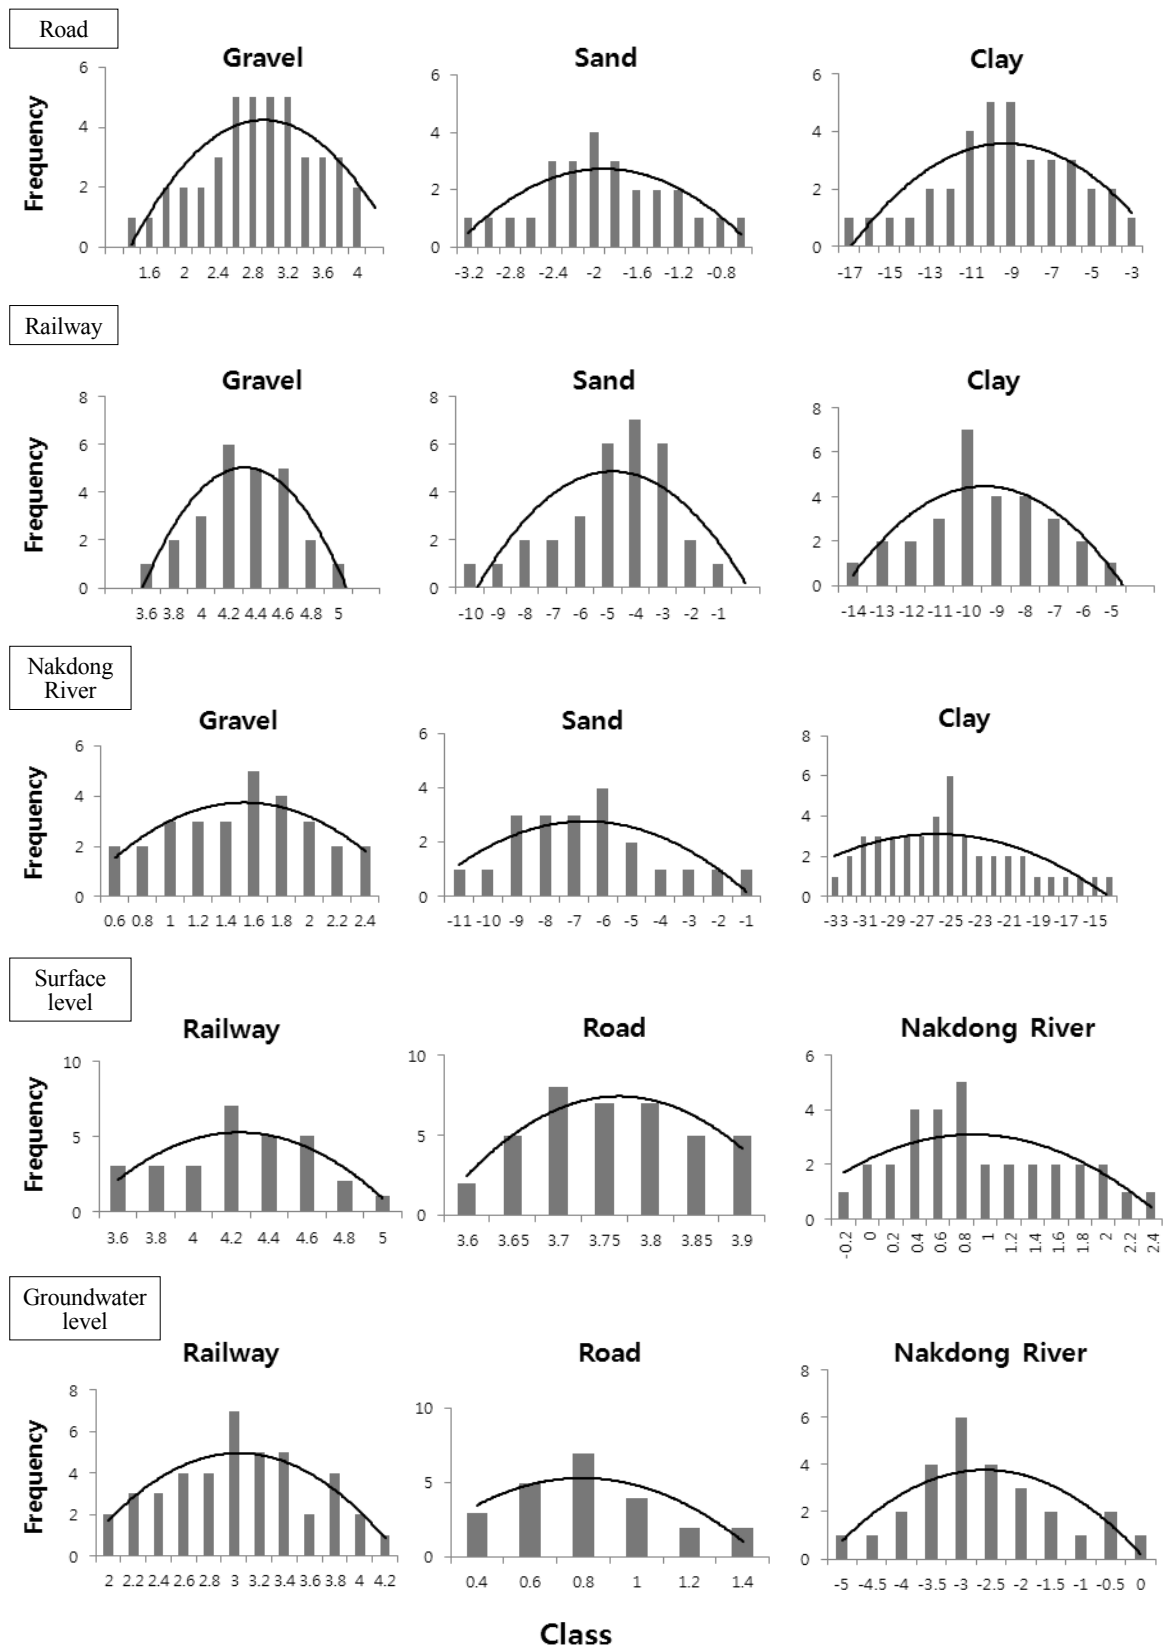 Road
Gravel
Sand
Clay
Frequency
6
4
2
0
1.6 2 2.4 2.8 3.2 3.6 4
6
4
2
0
-3.2 -2.8 -2.4 -2 -1.6 -1.2 -0.8
6
4
2
0
-17 -15 -13 -11 -9 -7 -5 -3
Railway
Gravel
Sand
Clay
Frequency
8
6
4
2
0
3.6 3.8 4 4.2 4.4 4.6 4.8 5
8
6
4
2
0
-10 -9 -8 -7 -6 -5 -4 -3 -2 -1
8
6
4
2
0
-14 -13 -12 -11 -10 -9 -8 -7 -6 -5
Nakdong
River
Gravel
Sand
Clay
Frequency
6
4
2
0
0.6 0.8 1 1.2 1.4 1.6 1.8 2 2.2 2.4
6
4
2
0
-11 -10 -9 -8 -7 -6 -5 -4 -3 -2 -1
8
6
4
2
0
-33 -31 -29 -27 -25 -23 -21 -19 -17 -15
Surface
level
Railway
Road
Nakdong River
Frequency
10
5
0
3.6 3.8 4 4.2 4.4 4.6 4.8 5
10
5
0
3.6 3.65 3.7 3.75 3.8 3.85 3.9
6
4
2
0
-0.2 0 0.2 0.4 0.6 0.8 1 1.2 1.4 1.6 1.8 2 2.2 2.4
Groundwater
level
Railway
Road
Nakdong River
Frequency
8
6
4
2
0
2 2.2 2.4 2.6 2.8 3 3.2 3.4 3.6 3.8 4 4.2
10
5
0
0.4 0.6 0.8 1 1.2 1.4
8
6
4
2
0
-5 -4.5 -4 -3.5 -3 -2.5 -2 -1.5 -1 -0.5 0
Class